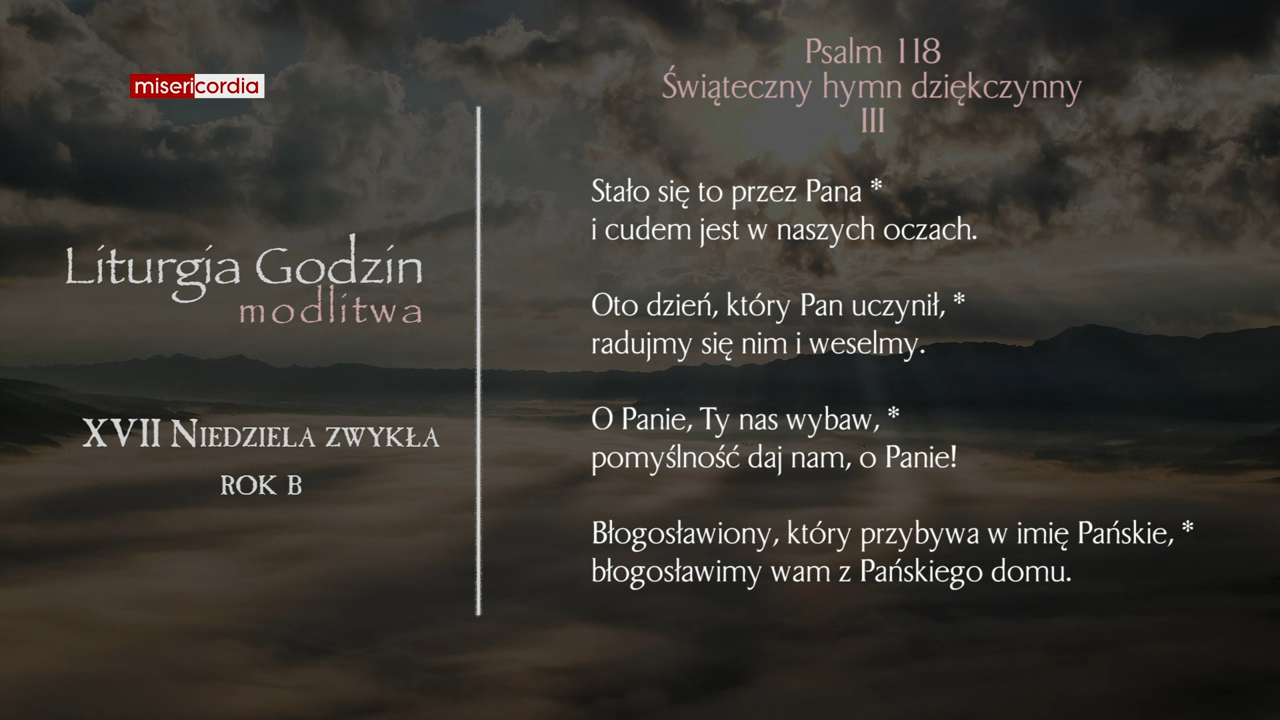 misericordia
Liturgia Godzin
modlitwa
XVII Niedziela zwykła
rok B
Psalm 118
Świąteczny hymn dziękczynny
III
Stało się to przez Pana *
i cudem jest w naszych oczach.
Oto dzień, który Pan uczynił, *
radujmy się nim i weselmy.
O Panie, Ty nas wybaw, *
pomyślność daj nam, o Panie!
Błogosławiony, który przybywa w imię Pańskie, *
błogosławimy wam z Pańskiego domu.